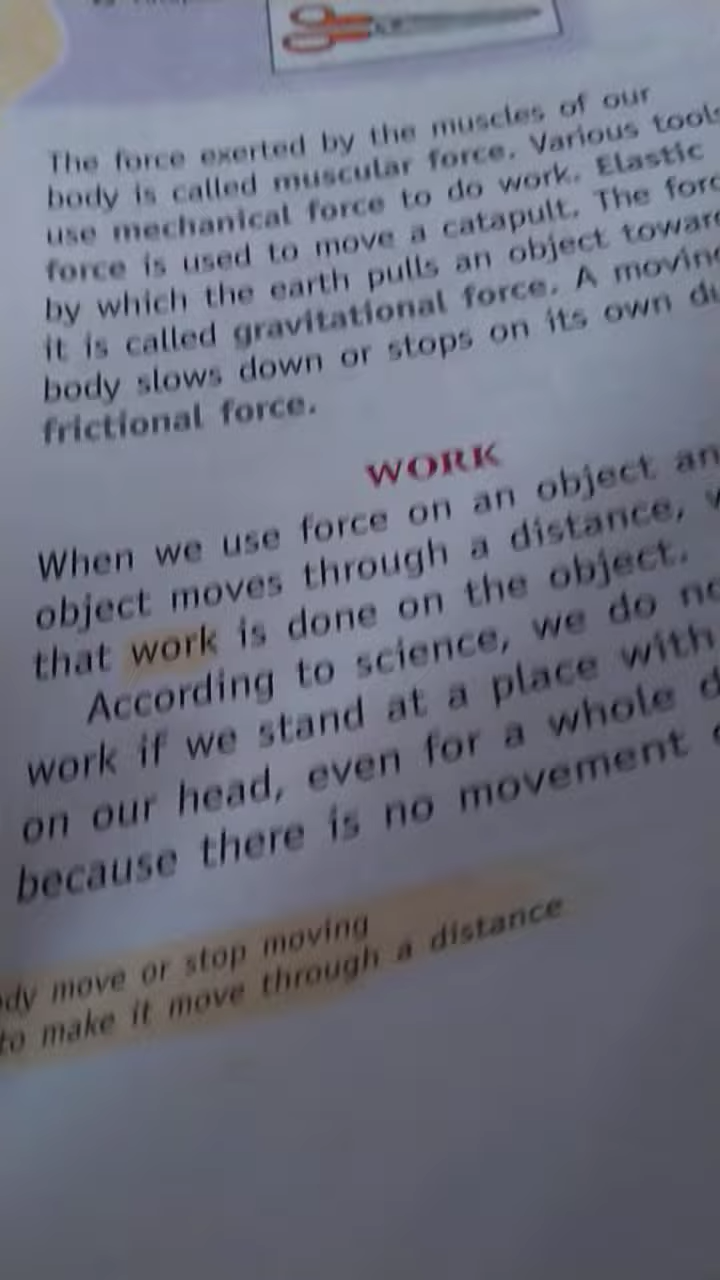 The force exerted by the muscles of our
body is called muscular force. Various tools
use mechanical force to do work. Elastic
force is used to move a catapult. The
by which the earth pulls an object
it is called gravitational force. A
body slows down or stops on its own
frictional force.
WORK
When we use force on an object
object moves through a distance,
that work is done on the object.
According to science, we do
work if we stand at a place with
on our head, even for a whole
because there is no movement
move or stop moving
to make it move through a distance